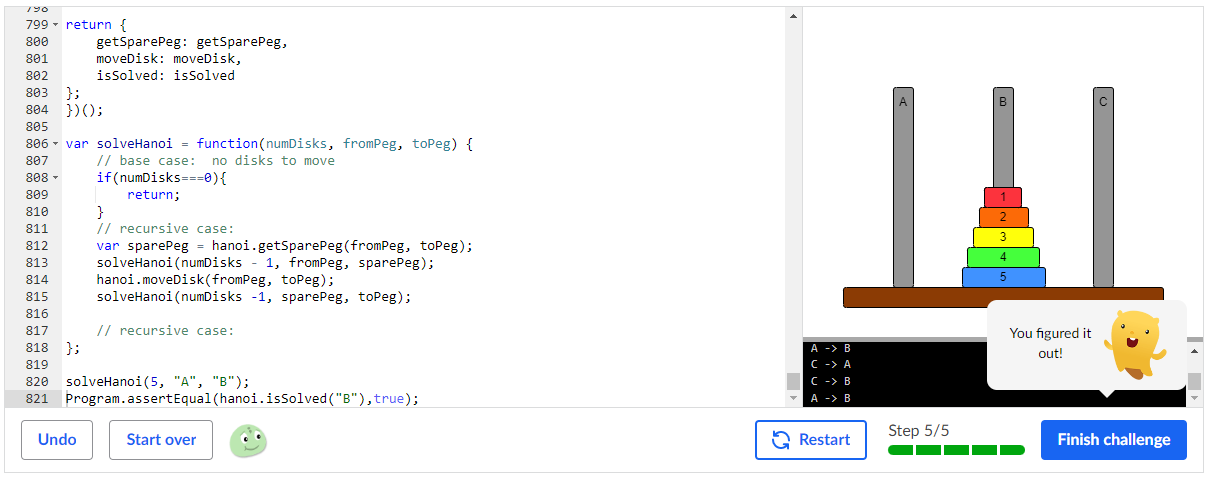 798
799 return {
800     getSparePeg: getSparePeg,
801     moveDisk: moveDisk,
802     isSolved: isSolved
803 };
804 })();
805
806 var solveHanoi = function(numDisks, fromPeg, toPeg) {
807     // base case:  no disks to move
808     if(numDisks===0){
809         return;
810     }
811     // recursive case:
812     var sparePeg = hanoi.getSparePeg(fromPeg, toPeg);
813     solveHanoi(numDisks - 1, fromPeg, sparePeg);
814     hanoi.moveDisk(fromPeg, toPeg);
815     solveHanoi(numDisks -1, sparePeg, toPeg);
816
817     // recursive case:
818 };
819
820 solveHanoi(5, "A", "B");
821 Program.assertEqual(hanoi.isSolved("B"),true);
A B C
1
2
3
4
5
A -> B
C -> A
C -> B
A -> B
You figured it
out!
Undo
Start over
Restart
Step 5/5
Finish challenge